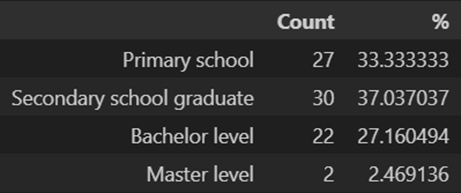 Count %
Primary school 27 33.333333
Secondary school graduate 30 37.037037
Bachelor level 22 27.160494
Master level 2 2.469136